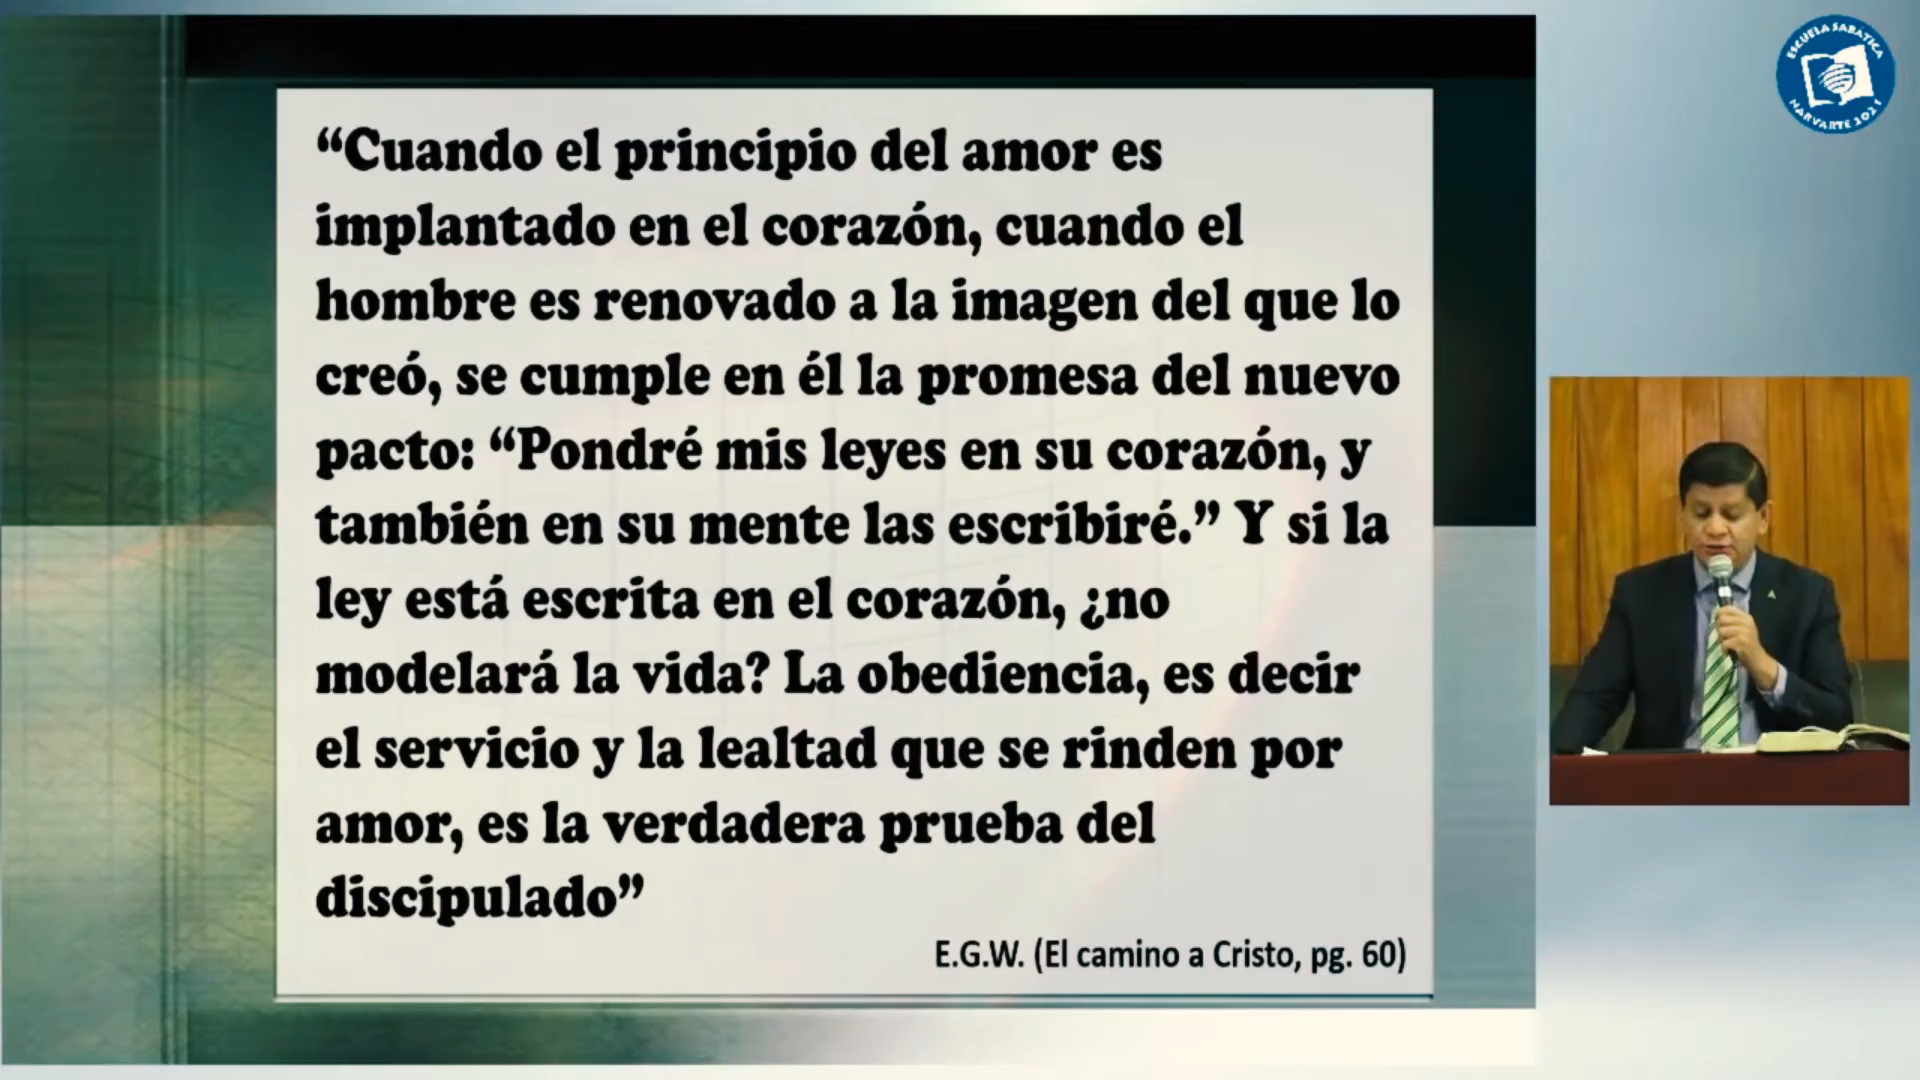 “Cuando el principio del amor es
implantado en el corazón, cuando el
hombre es renovado a la imagen del que lo
creó, se cumple en él la promesa del nuevo
pacto: “Pondré mis leyes en su corazón, y
también en su mente las escribiré.” Y si la
ley está escrita en el corazón, ¿no
modelará la vida? La obediencia, es decir
el servicio y la lealtad que se rinden por
amor, es la verdadera prueba del
discipulado”
E.G.W. (El camino a Cristo, pg. 60)
ESCUELA SABATICA
NARVARTE 2021